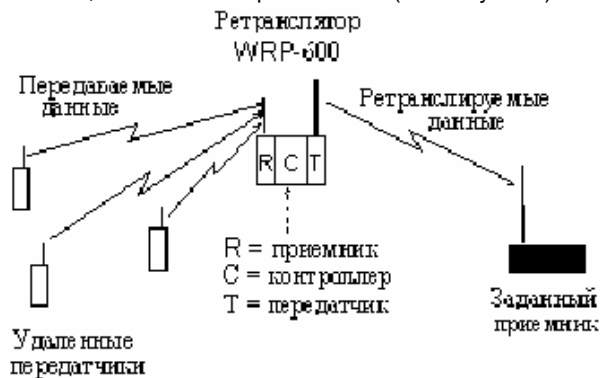 Ретранслятор
WRP-600
Передаваемые
данные
Ретранслируемые
данные
R C T
R = приемник
C = контроллер
T = передатчик
Удаленные
передатчики
Заданный
приемник